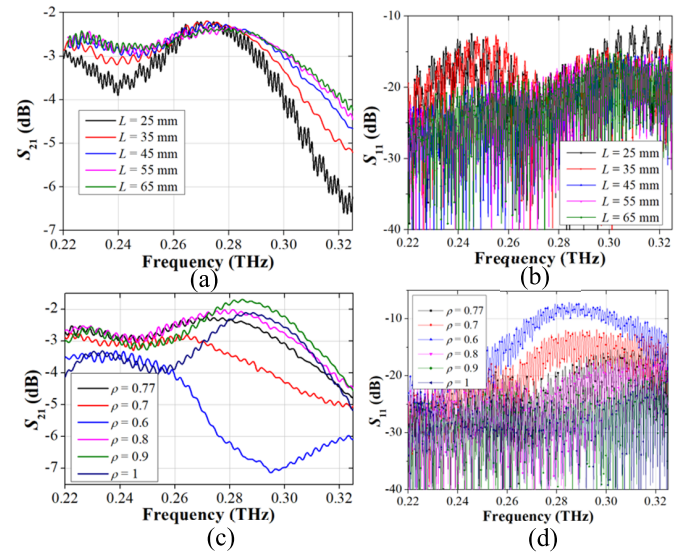 -2
-3
-4
-5
-6
-7
S21 (dB)
L = 25 mm
L = 35 mm
L = 45 mm
L = 55 mm
L = 65 mm
0.22 0.24 0.26 0.28 0.30 0.32
Frequency (THz)
(a)
-11
-20
-30
-40
S11 (dB)
L = 25 mm
L = 35 mm
L = 45 mm
L = 55 mm
L = 65 mm
0.22 0.24 0.26 0.28 0.30 0.32
Frequency (THz)
(b)
-2
-3
-4
-5
-6
-7
S21 (dB)
ρ = 0.77
ρ = 0.7
ρ = 0.6
ρ = 0.8
ρ = 0.9
ρ = 1
0.22 0.24 0.26 0.28 0.30 0.32
Frequency (THz)
(c)
-10
-20
-30
-40
S11 (dB)
ρ = 0.77
ρ = 0.7
ρ = 0.6
ρ = 0.8
ρ = 0.9
ρ = 1
0.22 0.24 0.26 0.28 0.30 0.32
Frequency (THz)
(d)